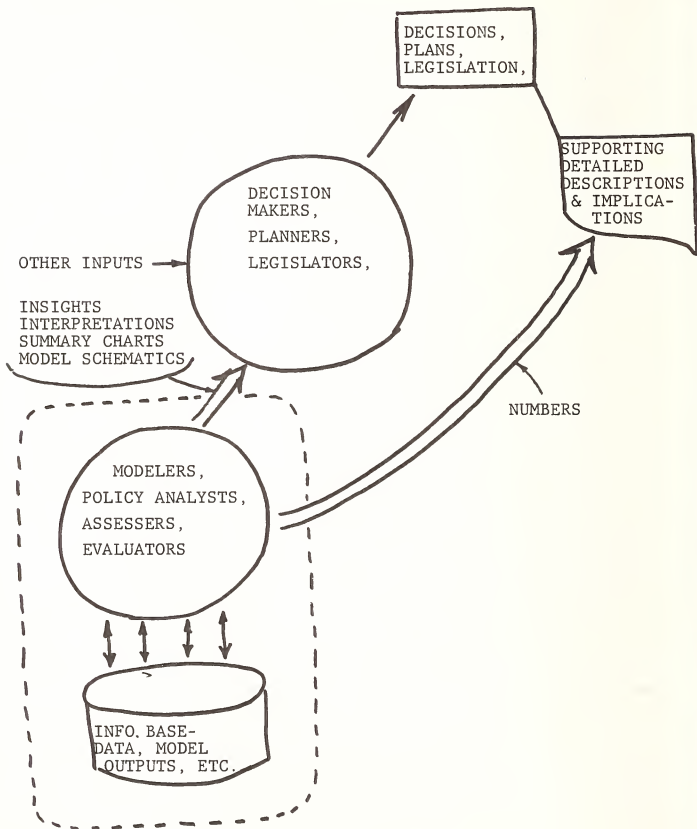 DECISIONS,
PLANS,
LEGISLATION,
SUPPORTING
DETAILED
DESCRIPTIONS
& IMPLICA-
TIONS
DECISION
MAKERS,
PLANNERS,
LEGISLATORS,
OTHER INPUTS
INSIGHTS
INTERPRETATIONS
SUMMARY CHARTS
MODEL SCHEMATICS
NUMBERS
MODELERS,
POLICY ANALYSTS,
ASSESSERS,
EVALUATORS
INFO. BASE-
DATA, MODEL
OUTPUTS, ETC.